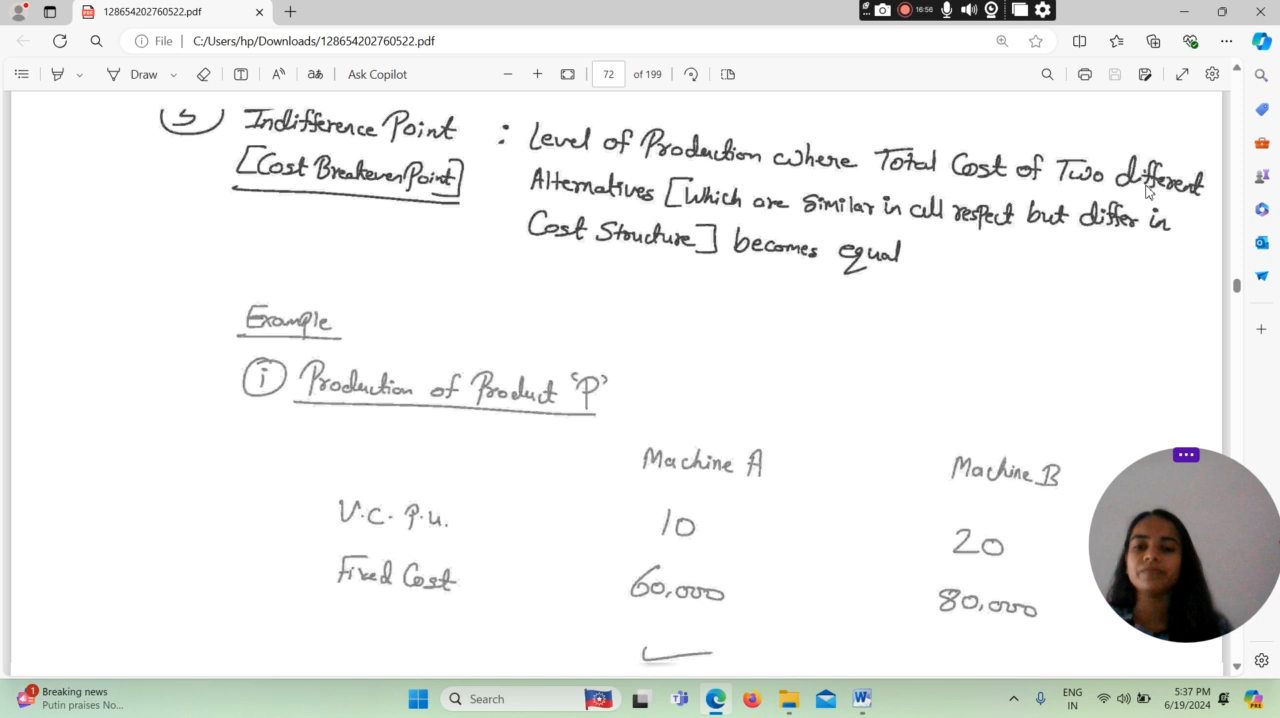 128654202760522.pdf
16:56
File
C:/Users/hp/Downloads/128654202760522.pdf
Draw
Ask Copilot
72
of 199
5 Indifference Point : Level of Production where Total Cost of Two different
[Cost Breakeven Point] Alternatives [Which are similar in all respect but differ in
Cost Structure] becomes equal
Example
i Production of Product 'P'
Machine A Machine B
V.C. P.u. 10 20
Fixed Cost 60,000 80,000
1
Breaking news
Putin praises No...
Search
ENG
IN
5:37 PM
6/19/2024